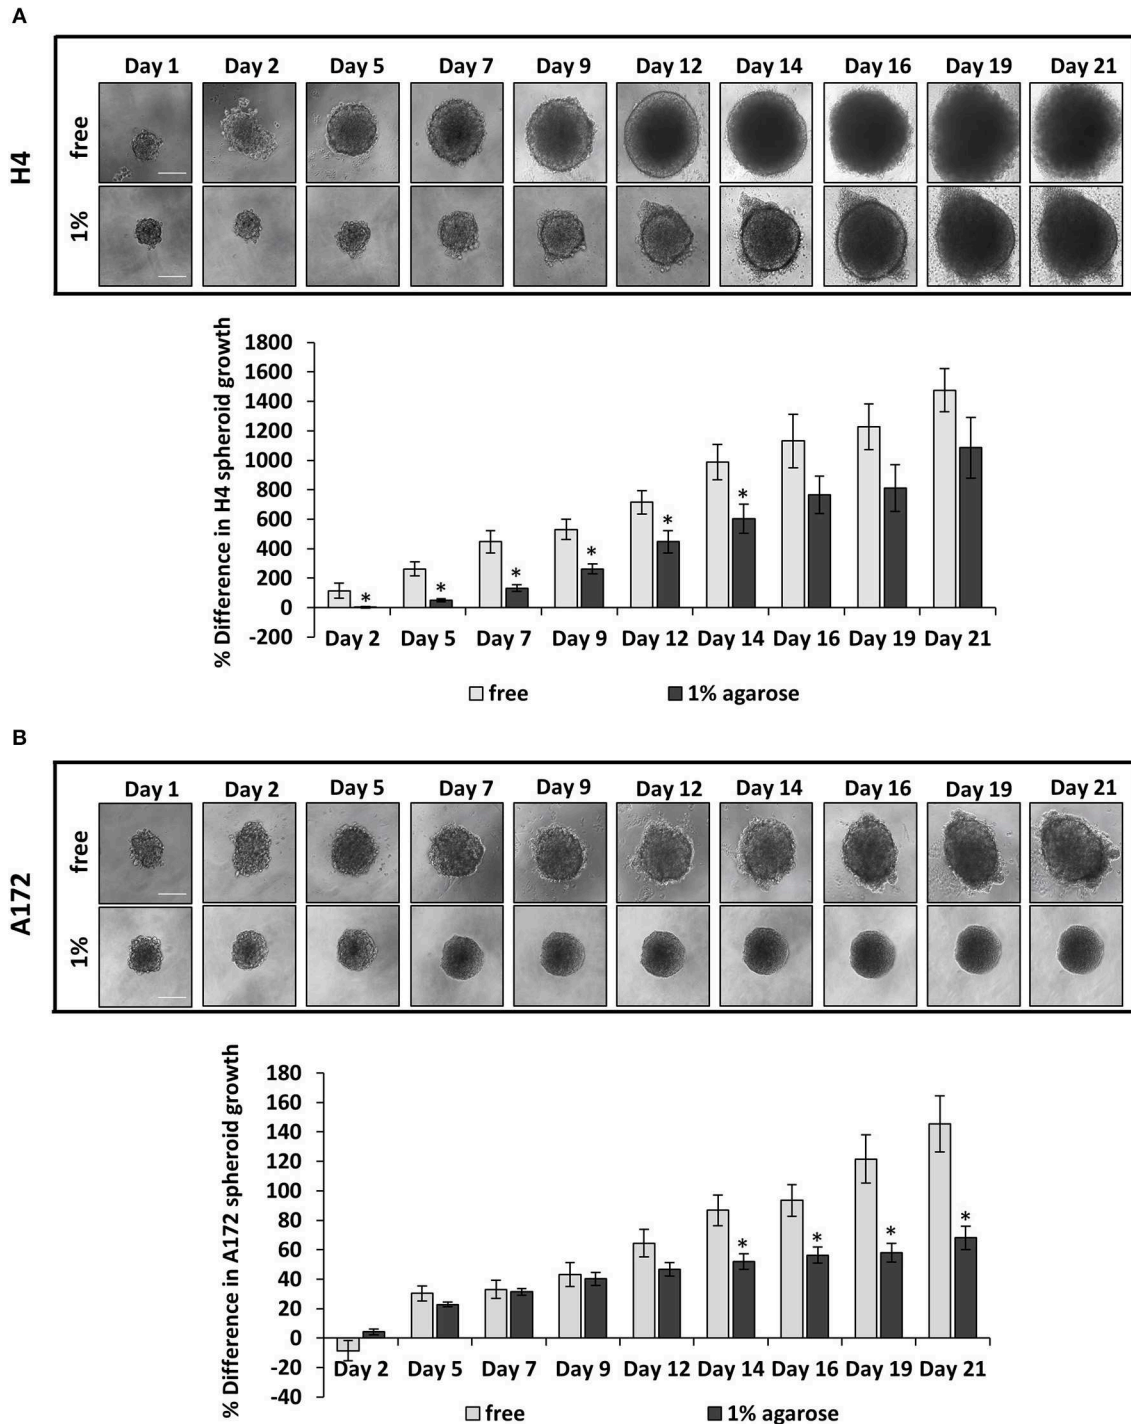 A
Day 1 Day 2 Day 5 Day 7 Day 9 Day 12 Day 14 Day 16 Day 19 Day 21
H4
free
1%
% Difference in H4 spheroid growth
1800
1600
1400
1200
1000
800
600
400
200
0
-200
* * * * * *
Day 2 Day 5 Day 7 Day 9 Day 12 Day 14 Day 16 Day 19 Day 21
free 1% agarose
B
Day 1 Day 2 Day 5 Day 7 Day 9 Day 12 Day 14 Day 16 Day 19 Day 21
A172
free
1%
% Difference in A172 spheroid growth
180
160
140
120
100
80
60
40
20
0
-20
-40
* * * *
Day 2 Day 5 Day 7 Day 9 Day 12 Day 14 Day 16 Day 19 Day 21
free 1% agarose